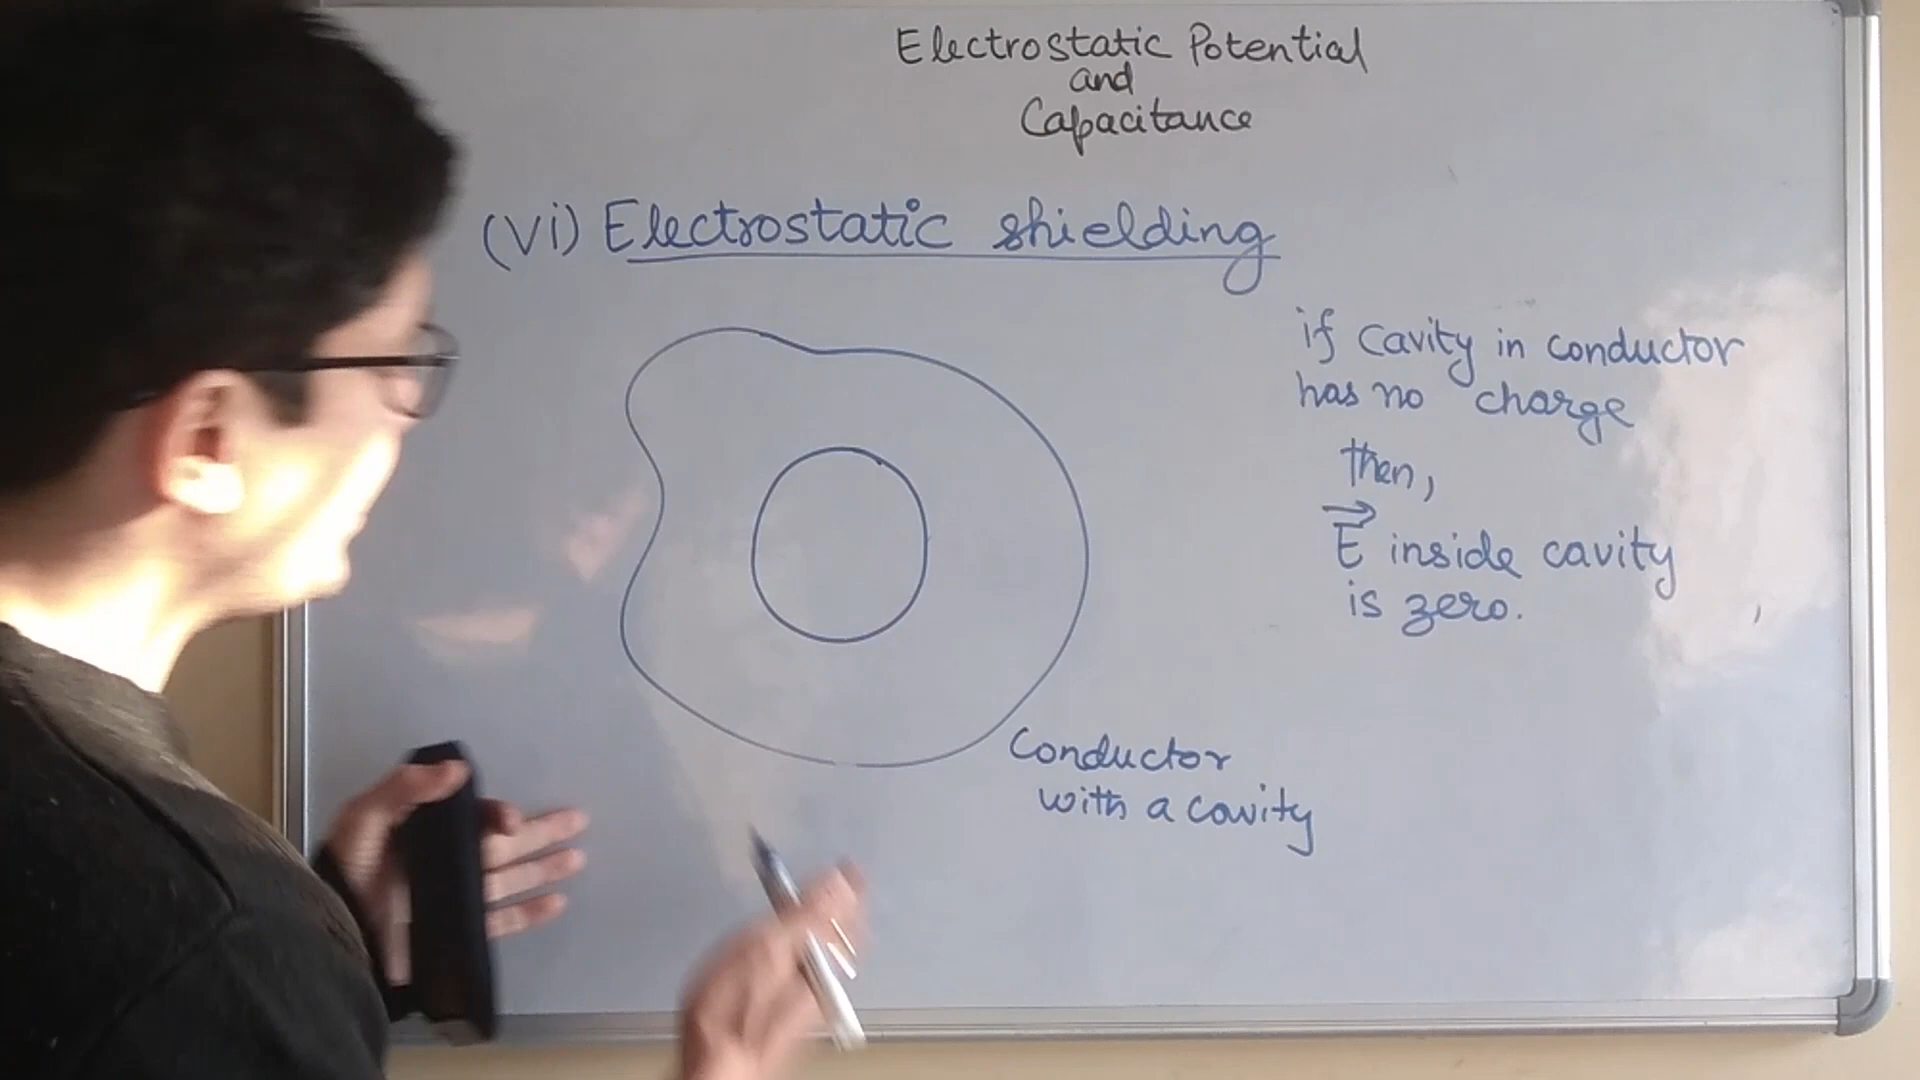 Electrostatic Potential
and
Capacitance
(Vi) Electrostatic shielding
if cavity in conductor
has no charge
then,
E inside cavity
is zero.
Conductor
with a cavity